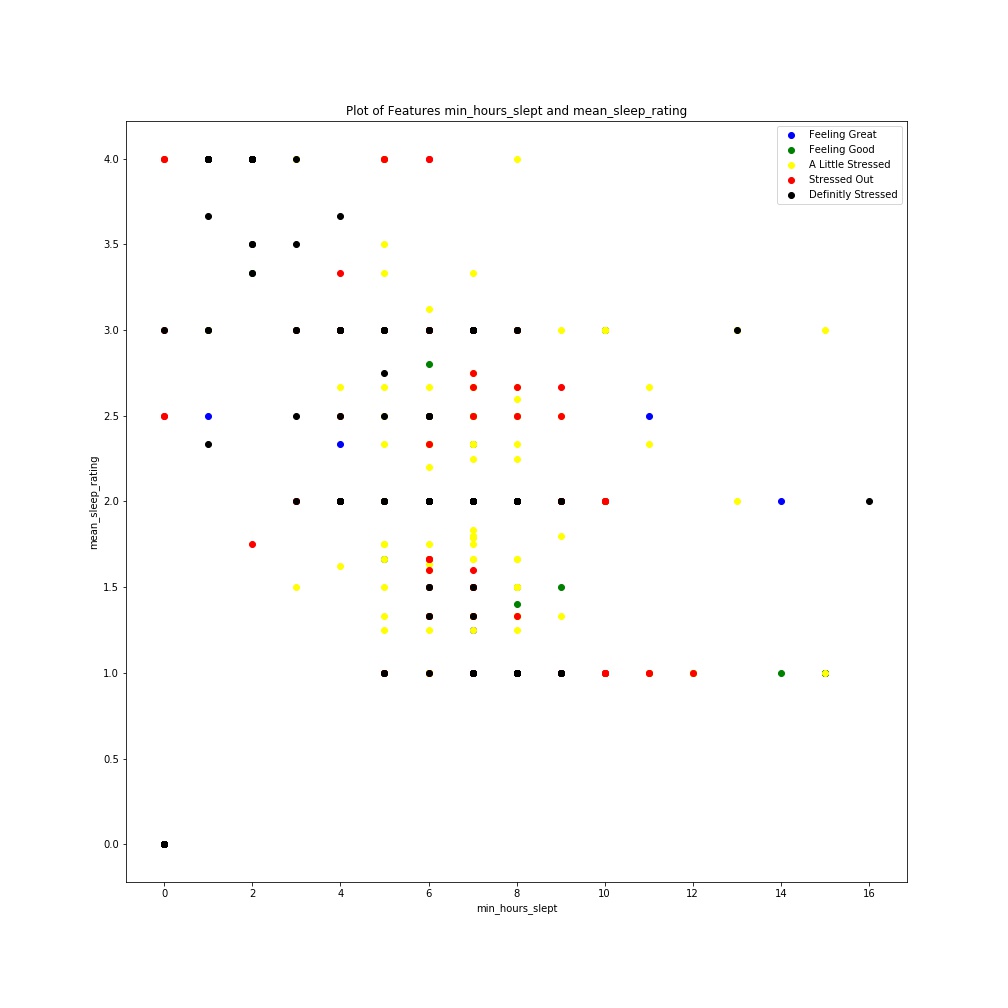 Plot of Features min_hours_slept and mean_sleep_rating
Feeling Great
Feeling Good
A Little Stressed
Stressed Out
Definitly Stressed
4.0
3.5
3.0
2.5
2.0
1.5
1.0
0.5
0.0
mean_sleep_rating
0 2 4 6 8 10 12 14 16
min_hours_slept